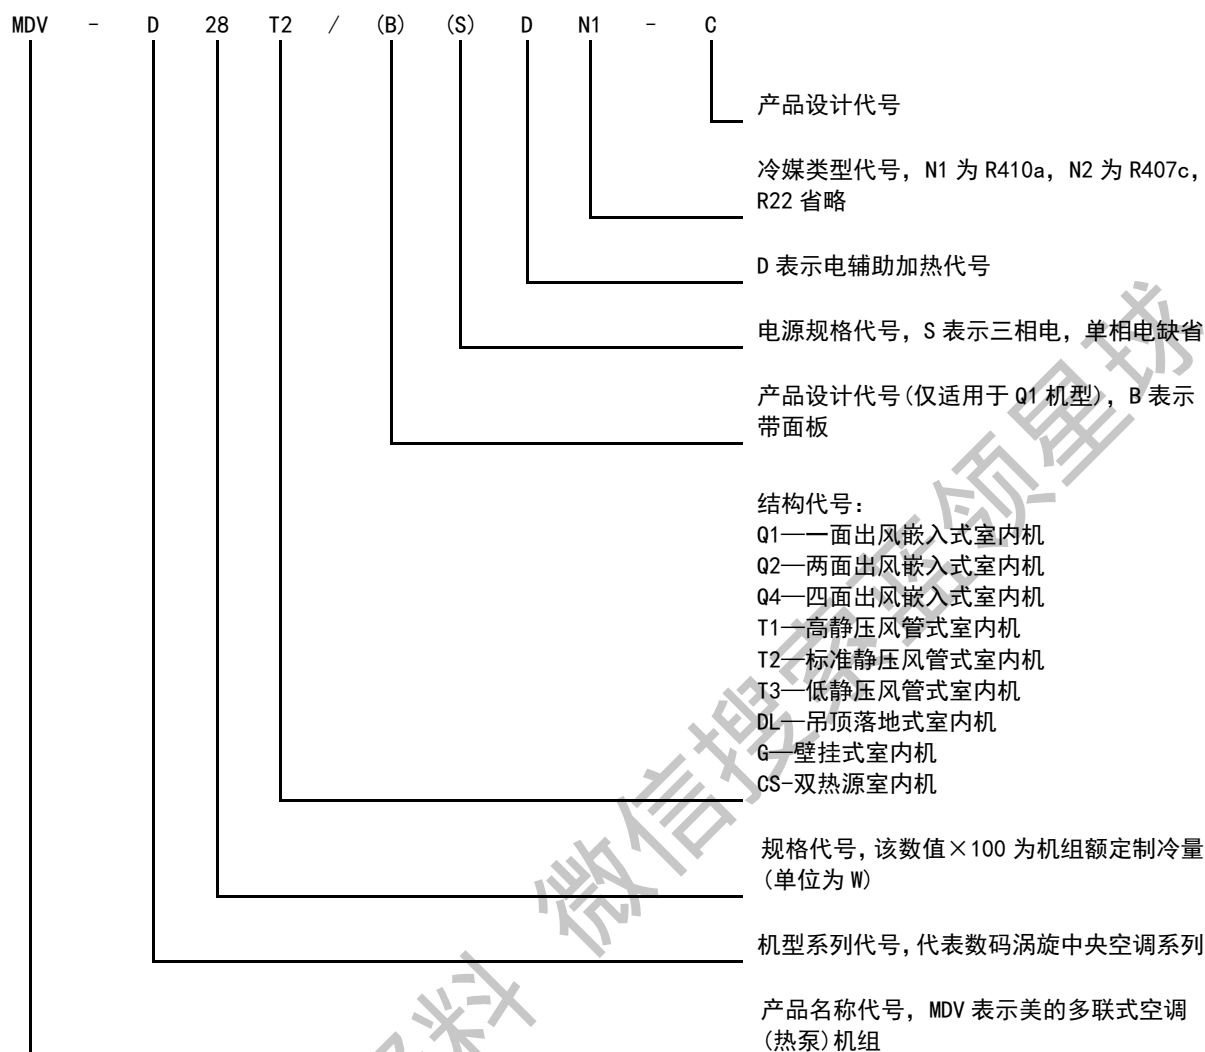 MDV - D 28 T2 / (B) (S) D N1 - C
产品设计代号
冷媒类型代号，N1 为 R410a，N2 为 R407c，
R22 省略
D 表示电辅助加热代号
电源规格代号，S 表示三相电，单相电缺省
产品设计代号(仅适用于 Q1 机型)，B 表示
带面板
结构代号：
Q1—一面出风嵌入式室内机
Q2—两面出风嵌入式室内机
Q4—四面出风嵌入式室内机
T1—高静压风管式室内机
T2—标准静压风管式室内机
T3—低静压风管式室内机
DL—吊顶落地式室内机
G—壁挂式室内机
CS-双热源室内机
规格代号,该数值×100 为机组额定制冷量
(单位为 W)
机型系列代号,代表数码涡旋中央空调系列
产品名称代号，MDV 表示美的多联式空调
(热泵)机组
料 微信搜索蓝领星球